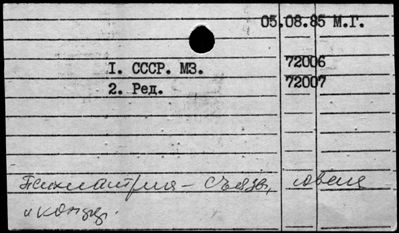 05.08.85 М.Г.
1. СССР. МЗ. 72006
2. Ред. 72007
Психиатрия – съезды,
и конф.